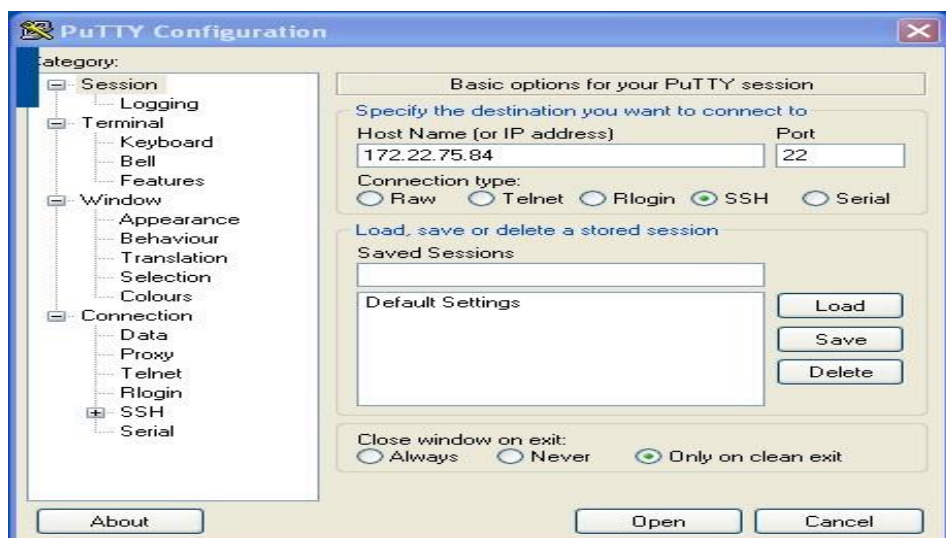 PuTTY Configuration
ategory:
Session
Logging
Terminal
Keyboard
Bell
Features
Window
Appearance
Behaviour
Translation
Selection
Colours
Connection
Data
Proxy
Telnet
Rlogin
SSH
Serial
Basic options for your PuTTY session
Specify the destination you want to connect to
Host Name (or IP address) Port
172.22.75.84 22
Connection type:
Raw Telnet Rlogin SSH Serial
Load, save or delete a stored session
Saved Sessions
Default Settings
Load
Save
Delete
Close window on exit:
Always Never Only on clean exit
About Open Cancel